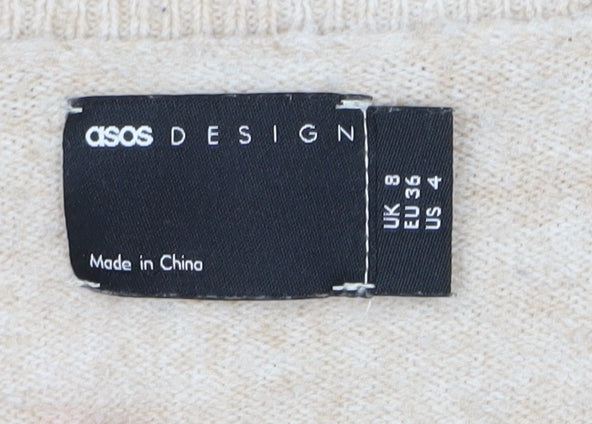 asos DESIGN
Made in China
UK 8
EU 36
US 4